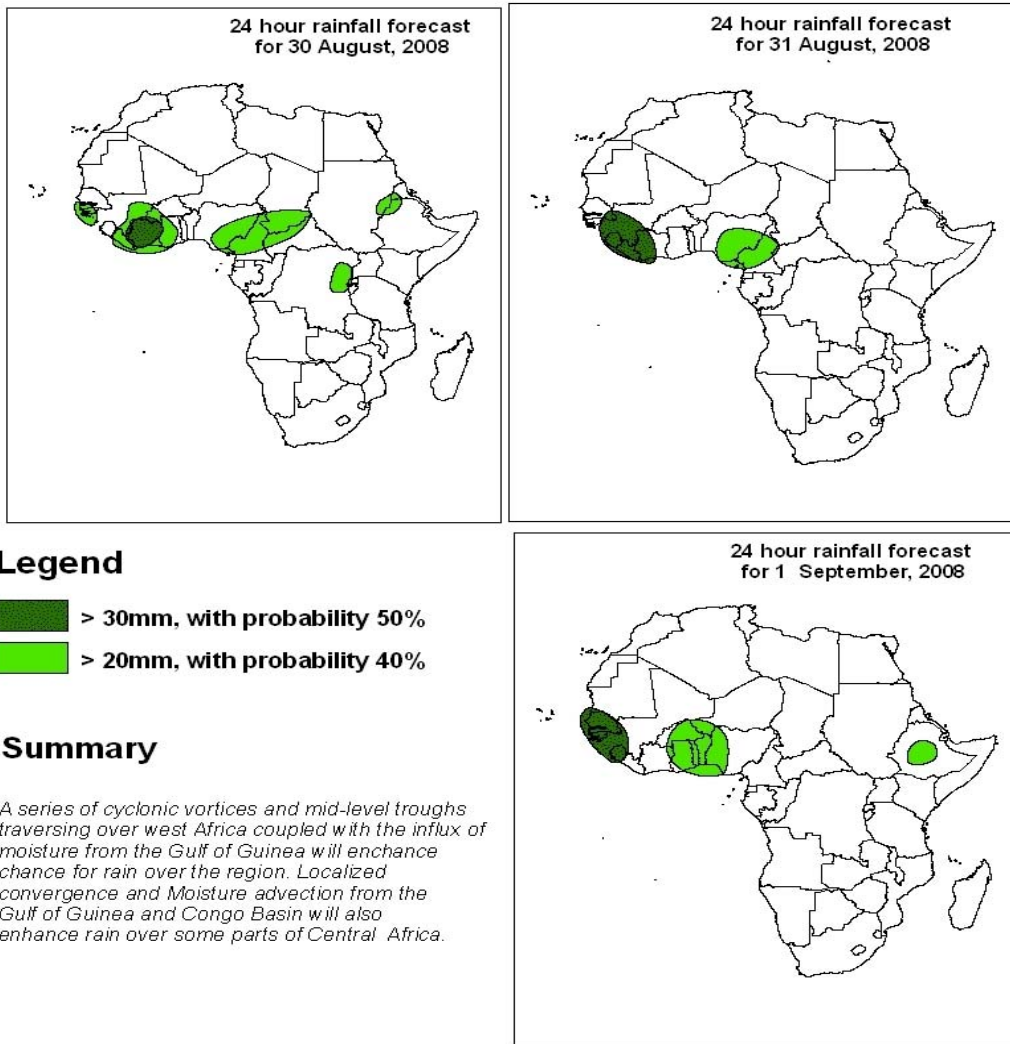 24 hour rainfall forecast
for 30 August, 2008
24 hour rainfall forecast
for 31 August, 2008
Legend
> 30mm, with probability 50%
> 20mm, with probability 40%
24 hour rainfall forecast
for 1 September, 2008
Summary
A series of cyclonic vortices and mid-level troughs
traversing over west Africa coupled with the influx of
moisture from the Gulf of Guinea will enchance
chance for rain over the region. Localized
convergence and Moisture advection from the
Gulf of Guinea and Congo Basin will also
enhance rain over some parts of Central Africa.